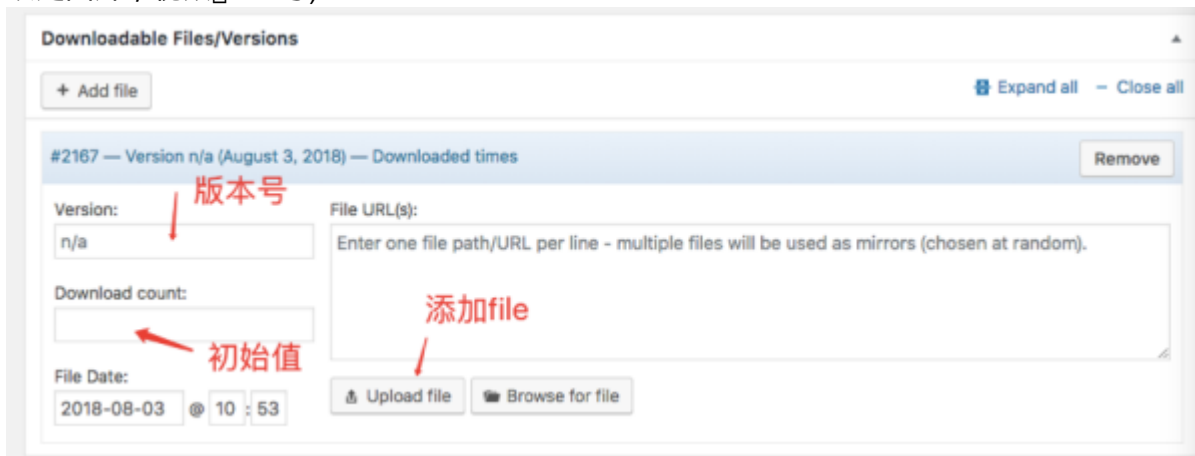 Downloadable Files/Versions
+ Add file
Expand all – Close all
#2167 — Version n/a (August 3, 2018) — Downloaded times
Remove
版本号
Version:
File URL(s):
n/a
Enter one file path/URL per line - multiple files will be used as mirrors (chosen at random).
Download count:
添加file
初始值
File Date:
2018-08-03 @ 10 : 53
Upload file
Browse for file